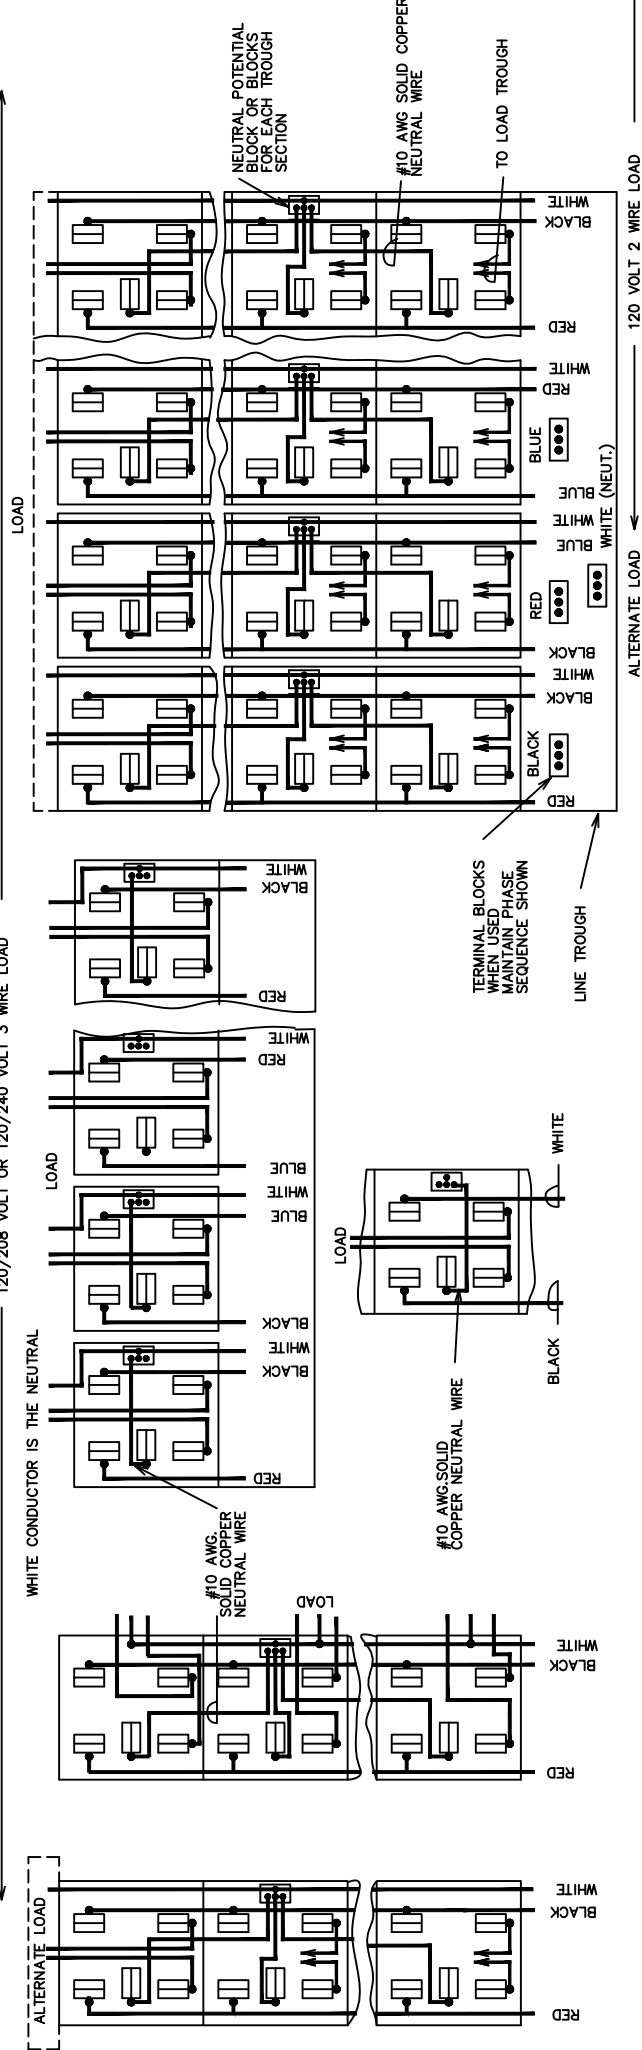 120/208 VOLT OR 120/240 VOLT 3 WIRE LOAD
WHITE CONDUCTOR IS THE NEUTRAL
ALTERNATE LOAD
RED
BLACK
WHITE
#10 AWG.
SOLID COPPER
NEUTRAL WIRE
LOAD
RED
BLACK
WHITE
LOAD
RED
BLACK
WHITE
BLACK
BLUE
WHITE
BLUE
RED
WHITE
RED
BLACK
WHITE
LOAD
#10 AWG.SOLID
COPPER NEUTRAL WIRE
BLACK
WHITE
LOAD
NEUTRAL POTENTIAL
BLOCK OR BLOCKS
FOR EACH TROUGH
SECTION
#10 AWG SOLID COPPER
NEUTRAL WIRE
TO LOAD TROUGH
RED
BLACK
WHITE
BLACK
BLUE
WHITE
BLUE
RED
WHITE
RED
BLACK
WHITE
BLACK
RED
BLUE
WHITE (NEUT.)
TERMINAL BLOCKS
WHEN USED
MAINTAIN PHASE
SEQUENCE SHOWN
LINE TROUGH
ALTERNATE LOAD
120 VOLT 2 WIRE LOAD